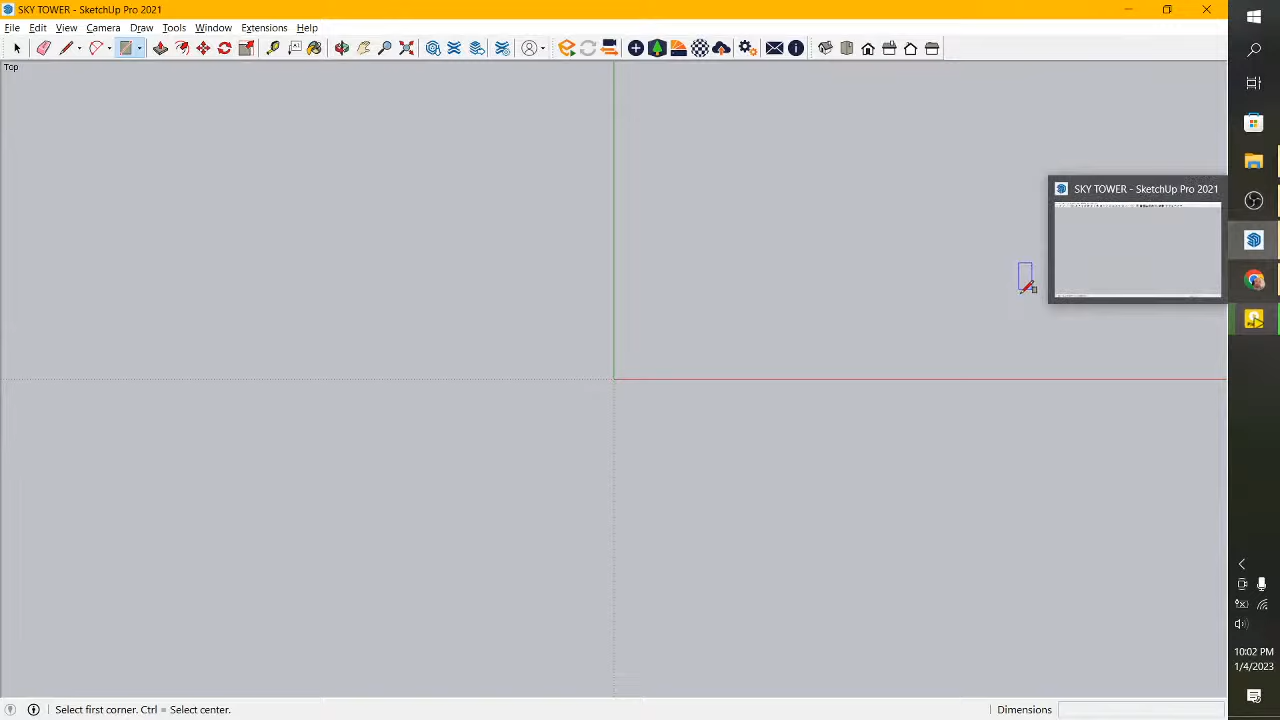 SKY TOWER - SketchUp Pro 2021
File Edit View Camera Draw Tools Window Extensions Help
Top
SKY TOWER - SketchUp Pro 2021
10:02 PM
1/4/2023
Select first corner. Ctrl = Select center.
Dimensions